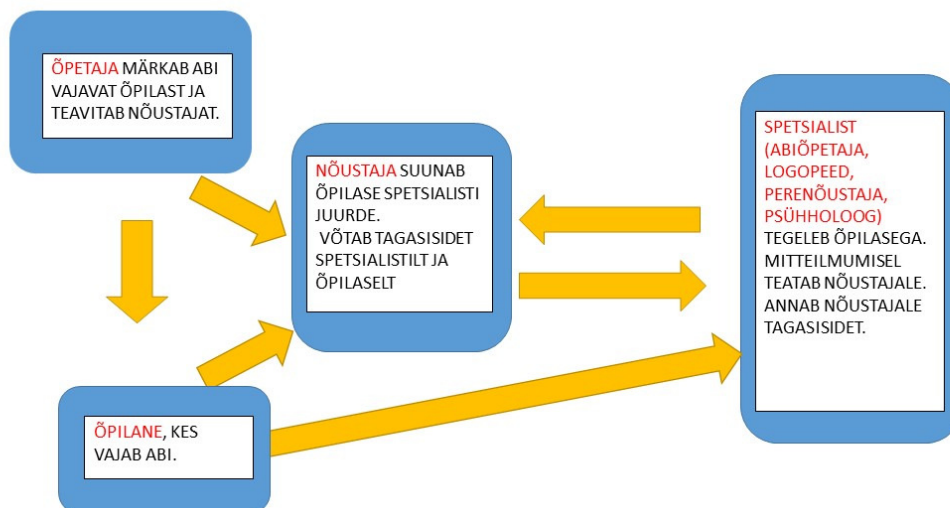 ÕPETAJA MÄRKAB ABI
VAJAVAT ÕPILAST JA
TEAVITAB NÕUSTAJAT.
NÕUSTAJA SUUNAB
ÕPILASE SPETSIALISTI
JUURDE.
VÕTAB TAGASISIDET
SPETSIALISTILT JA
ÕPILASELT
SPETSIALIST
(ABIÕPETAJA,
LOGOPEED,
PERENÕUSTAJA,
PSÜHHOLOOG)
TEGELEB ÕPILASEGA.
MITTEILMUMISEL
TEATAB NÕUSTAJALE.
ANNAB NÕUSTAJALE
TAGASISIDET.
ÕPILANE, KES
VAJAB ABI.